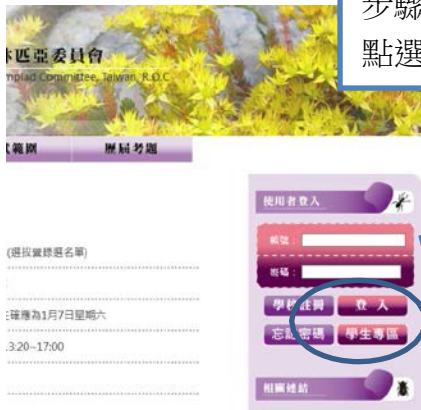 步驟
點選
林匹亞委員會
mpiad Committee, Taiwan, R.O.C
試範圍
歷屆考題
使用者登入
帳號：
密碼：
(選拔營錄選名單)
正確應為1月7日星期六
13:20~17:00
學校註冊
登 入
忘記密碼
學生專區
相關連結